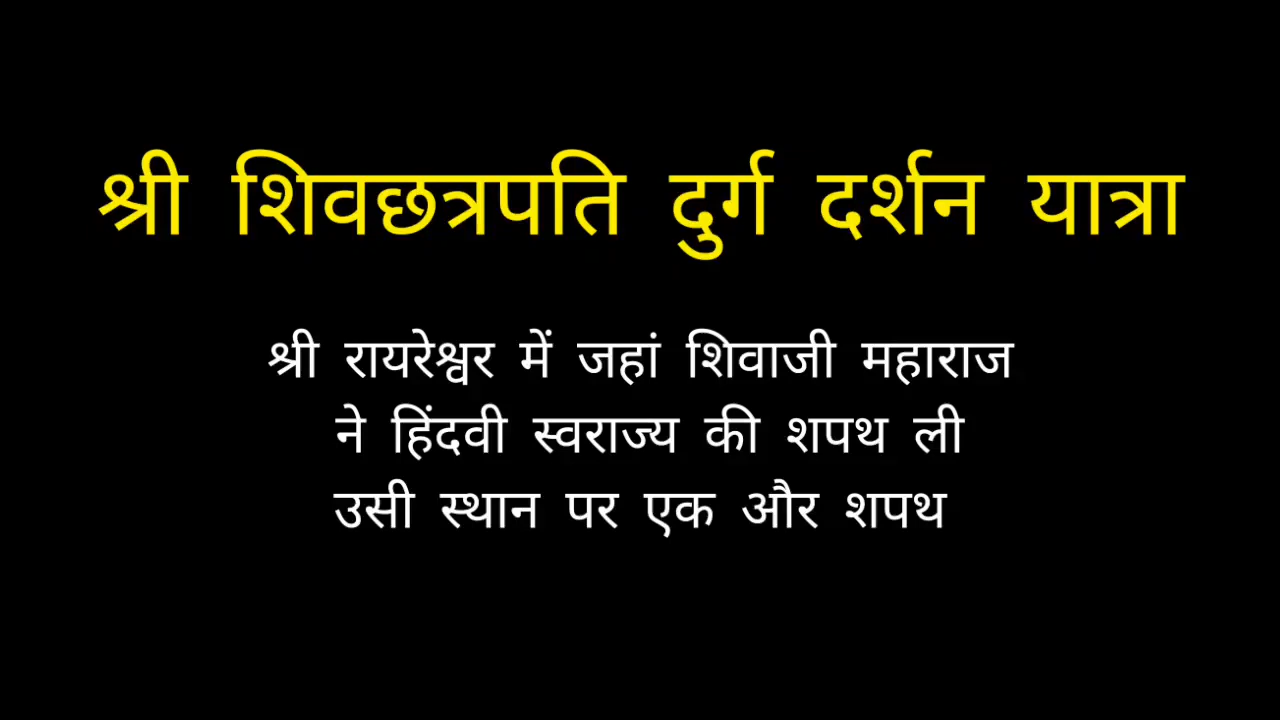 श्री शिवछत्रपति दुर्ग दर्शन यात्रा
श्री रायरेश्वर में जहां शिवाजी महाराज
ने हिंदवी स्वराज्य की शपथ ली
उसी स्थान पर एक और शपथ